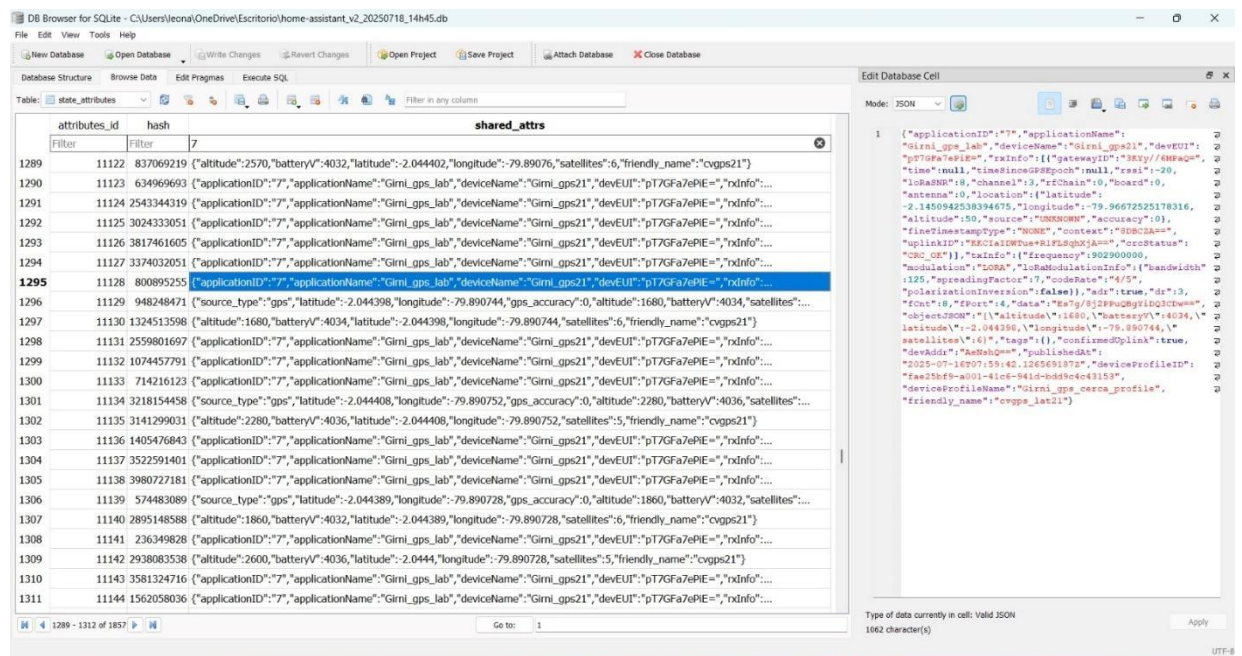 DB Browser for SQLite - C:\Users\leona\OneDrive\Escritorio\home-assistant_v2_20250718_14h45.db
File Edit View Tools Help
New Database Open Database Write Changes Revert Changes Open Project Save Project Attach Database Close Database
Database Structure Browse Data Edit Pragmas Execute SQL
Table: state_attributes Filter in any column
attributes_id hash shared_attrs
Filter Filter 7
1289 11122 837069219 {"altitude":2570,"batteryV":4032,"latitude":-2.044402,"longitude":-79.89076,"satellites":6,"friendly_name":"cvgps21"}
1290 11123 634969693 {"applicationID":"7","applicationName":"Girni_gps_lab","deviceName":"Girni_gps21","devEUI":"pT7GFa7ePiE=","rxInfo":...
1291 11124 2543344319 {"applicationID":"7","applicationName":"Girni_gps_lab","deviceName":"Girni_gps21","devEUI":"pT7GFa7ePiE=","rxInfo":...
1292 11125 3024333051 {"applicationID":"7","applicationName":"Girni_gps_lab","deviceName":"Girni_gps21","devEUI":"pT7GFa7ePiE=","rxInfo":...
1293 11126 3817461605 {"applicationID":"7","applicationName":"Girni_gps_lab","deviceName":"Girni_gps21","devEUI":"pT7GFa7ePiE=","rxInfo":...
1294 11127 3374032051 {"applicationID":"7","applicationName":"Girni_gps_lab","deviceName":"Girni_gps21","devEUI":"pT7GFa7ePiE=","rxInfo":...
1295 11128 800895255 {"applicationID":"7","applicationName":"Girni_gps_lab","deviceName":"Girni_gps21","devEUI":"pT7GFa7ePiE=","rxInfo":...
1296 11129 948248471 {"source_type":"gps","latitude":-2.044398,"longitude":-79.890744,"gps_accuracy":0,"altitude":1680,"batteryV":4034,"satellites":...
1297 11130 1324513598 {"altitude":1680,"batteryV":4034,"latitude":-2.044398,"longitude":-79.890744,"satellites":6,"friendly_name":"cvgps21"}
1298 11131 2559801697 {"applicationID":"7","applicationName":"Girni_gps_lab","deviceName":"Girni_gps21","devEUI":"pT7GFa7ePiE=","rxInfo":...
1299 11132 1074457791 {"applicationID":"7","applicationName":"Girni_gps_lab","deviceName":"Girni_gps21","devEUI":"pT7GFa7ePiE=","rxInfo":...
1300 11133 714216123 {"applicationID":"7","applicationName":"Girni_gps_lab","deviceName":"Girni_gps21","devEUI":"pT7GFa7ePiE=","rxInfo":...
1301 11134 3218154458 {"source_type":"gps","latitude":-2.044408,"longitude":-79.890752,"gps_accuracy":0,"altitude":2280,"batteryV":4036,"satellites":...
1302 11135 3141299031 {"altitude":2280,"batteryV":4036,"latitude":-2.044408,"longitude":-79.890752,"satellites":5,"friendly_name":"cvgps21"}
1303 11136 1405476843 {"applicationID":"7","applicationName":"Girni_gps_lab","deviceName":"Girni_gps21","devEUI":"pT7GFa7ePiE=","rxInfo":...
1304 11137 3522591401 {"applicationID":"7","applicationName":"Girni_gps_lab","deviceName":"Girni_gps21","devEUI":"pT7GFa7ePiE=","rxInfo":...
1305 11138 3980727181 {"applicationID":"7","applicationName":"Girni_gps_lab","deviceName":"Girni_gps21","devEUI":"pT7GFa7ePiE=","rxInfo":...
1306 11139 574483089 {"source_type":"gps","latitude":-2.044389,"longitude":-79.890728,"gps_accuracy":0,"altitude":1860,"batteryV":4032,"satellites":...
1307 11140 2895148588 {"altitude":1860,"batteryV":4032,"latitude":-2.044389,"longitude":-79.890728,"satellites":6,"friendly_name":"cvgps21"}
1308 11141 236349828 {"applicationID":"7","applicationName":"Girni_gps_lab","deviceName":"Girni_gps21","devEUI":"pT7GFa7ePiE=","rxInfo":...
1309 11142 2938083538 {"altitude":2600,"batteryV":4036,"latitude":-2.0444,"longitude":-79.890728,"satellites":5,"friendly_name":"cvgps21"}
1310 11143 3581324716 {"applicationID":"7","applicationName":"Girni_gps_lab","deviceName":"Girni_gps21","devEUI":"pT7GFa7ePiE=","rxInfo":...
1311 11144 1562058036 {"applicationID":"7","applicationName":"Girni_gps_lab","deviceName":"Girni_gps21","devEUI":"pT7GFa7ePiE=","rxInfo":...
1289 - 1312 of 1857 Go to: 1
Edit Database Cell
Mode: JSON
1 {"applicationID":"7","applicationName":
"Girni_gps_lab","deviceName":"Girni_gps21","devEUI":
"pT7GFa7ePiE=","rxInfo":[{"gatewayID":"3KYy//6MPaQ=",
"time":null,"timeSinceGPSEpoch":null,"rssi":-20,
"loRaSNR":8,"channel":3,"rfChain":0,"board":0,
"antenna":0,"location":{"latitude":
-2.1450942538394675,"longitude":-79.96672525178316,
"altitude":50,"source":"UNKNOWN","accuracy":0},
"fineTimestampType":"NONE","context":"8DBC2A==",
"uplinkID":"KKCIaIDWTue+R1FLSqhXjA==","crcStatus":
"CRC_OK"}],"txInfo":{"frequency":902900000,
"modulation":"LORA","loRaModulationInfo":{"bandwidth"
:125,"spreadingFactor":7,"codeRate":"4/5",
"polarizationInversion":false}},"adr":true,"dr":3,
"fCnt":8,"fPort":4,"data":"Es7g/8j2PPuQBgYiDQ3CDw==",
"objectJSON":"{\"altitude\":1680,\"batteryV\":4034,\"
latitude\":-2.044398,\"longitude\":-79.890744,\"
satellites\":6}","tags":{},"confirmedUplink":true,
"devAddr":"AeNshQ==","publishedAt":
"2025-07-16T07:59:42.126569187Z","deviceProfileID":
"fae25bf9-a001-41c6-941d-bdd9c4c43153",
"deviceProfileName":"Girni_gps_cerca_profile",
"friendly_name":"cvgps_lat21"}
Type of data currently in cell: Valid JSON
1062 character(s)
Apply
UTF-8